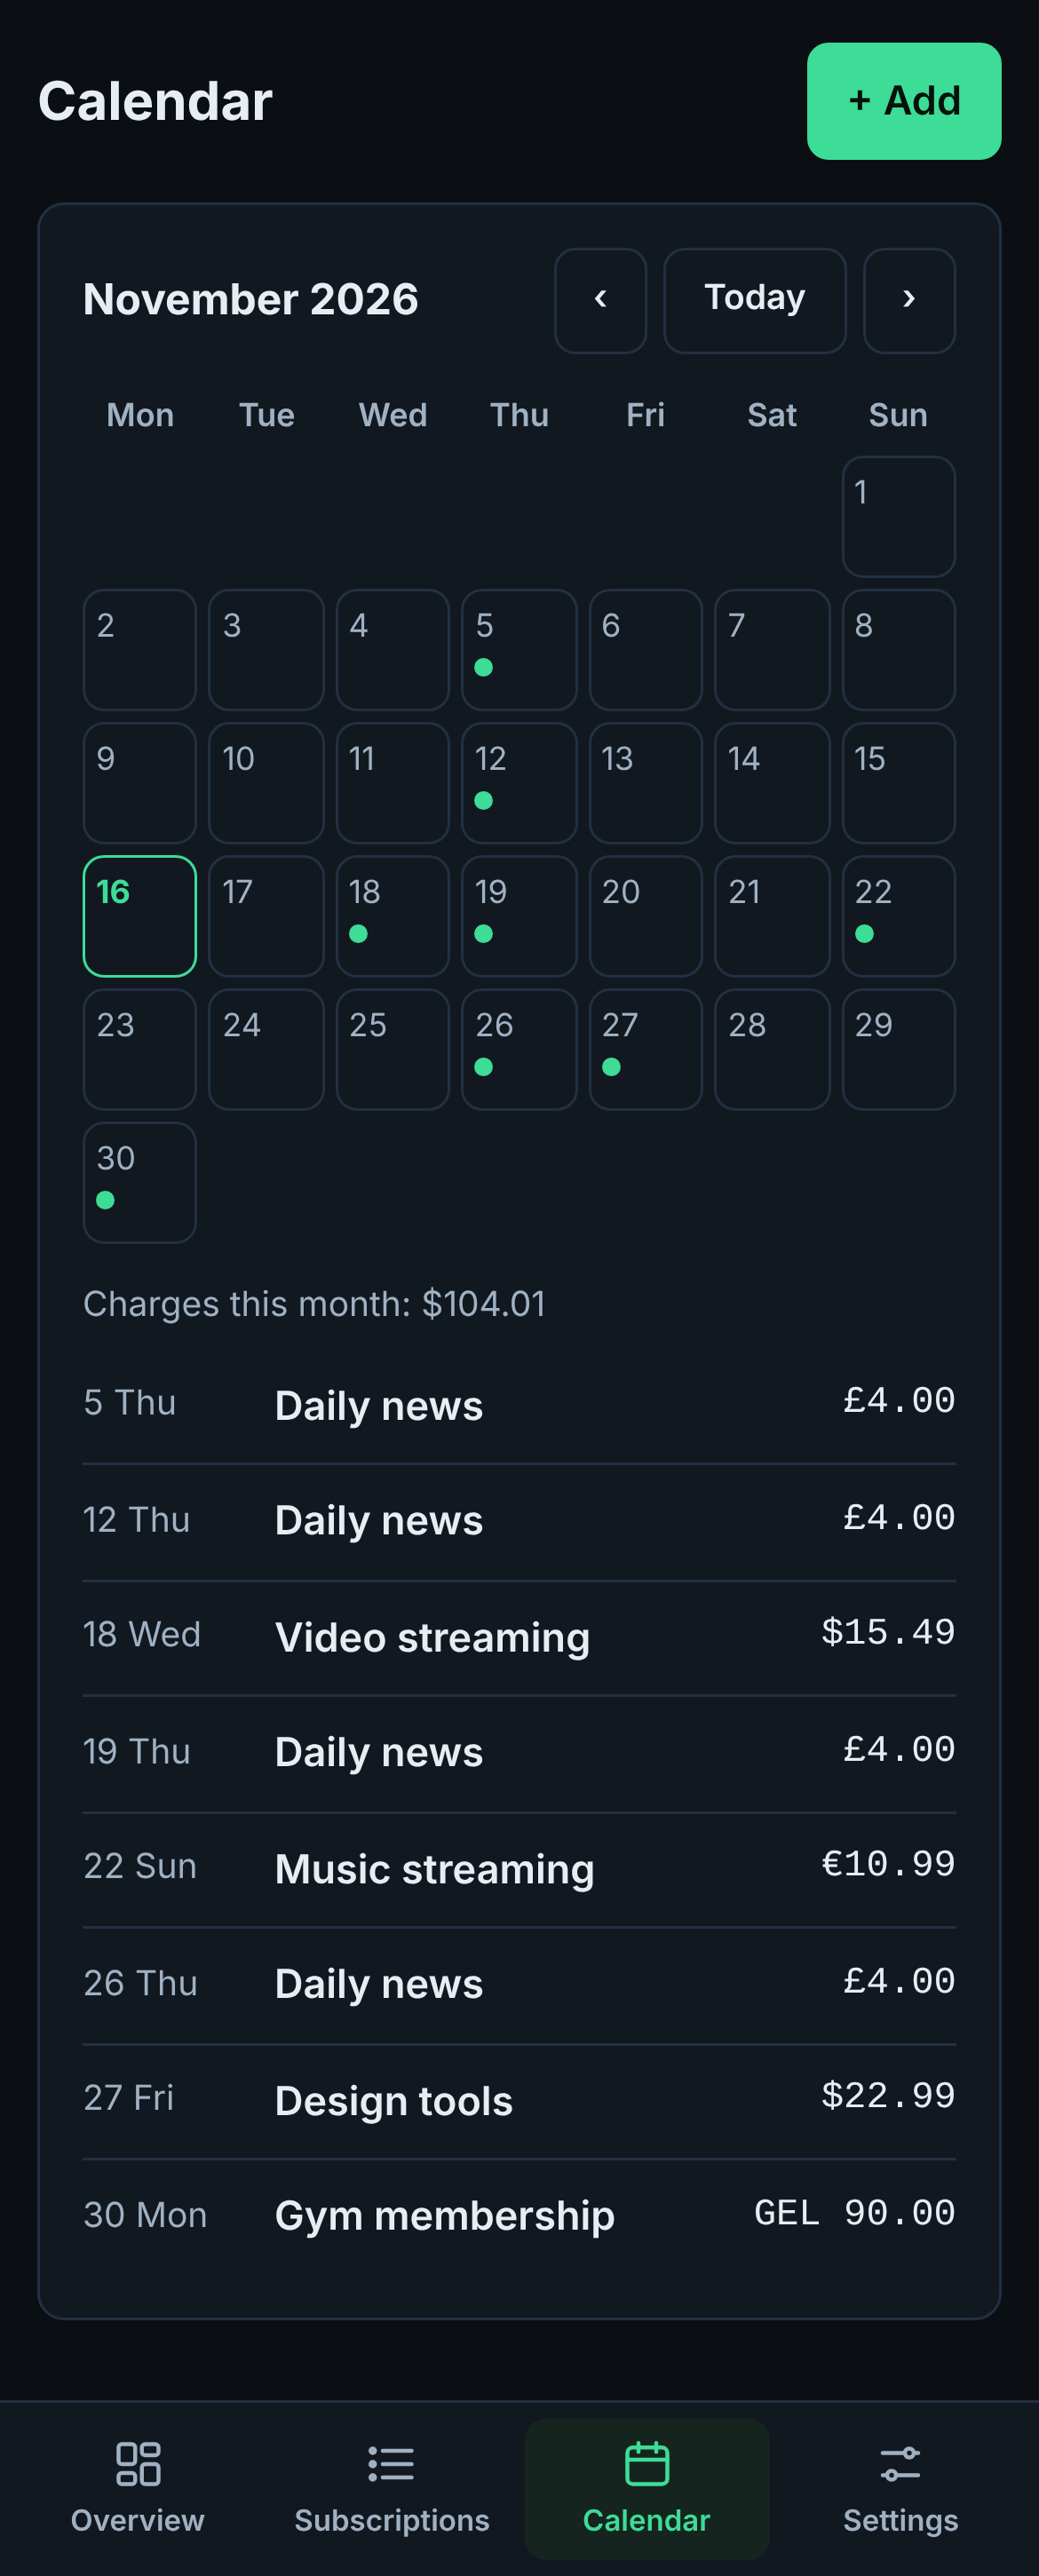 Calendar
+ Add
November 2026
‹ Today ›
Mon Tue Wed Thu Fri Sat Sun
1
2 3 4 5 6 7 8
9 10 11 12 13 14 15
16 17 18 19 20 21 22
23 24 25 26 27 28 29
30
Charges this month: $104.01
5 Thu Daily news £4.00
12 Thu Daily news £4.00
18 Wed Video streaming $15.49
19 Thu Daily news £4.00
22 Sun Music streaming €10.99
26 Thu Daily news £4.00
27 Fri Design tools $22.99
30 Mon Gym membership GEL 90.00
Overview Subscriptions Calendar Settings